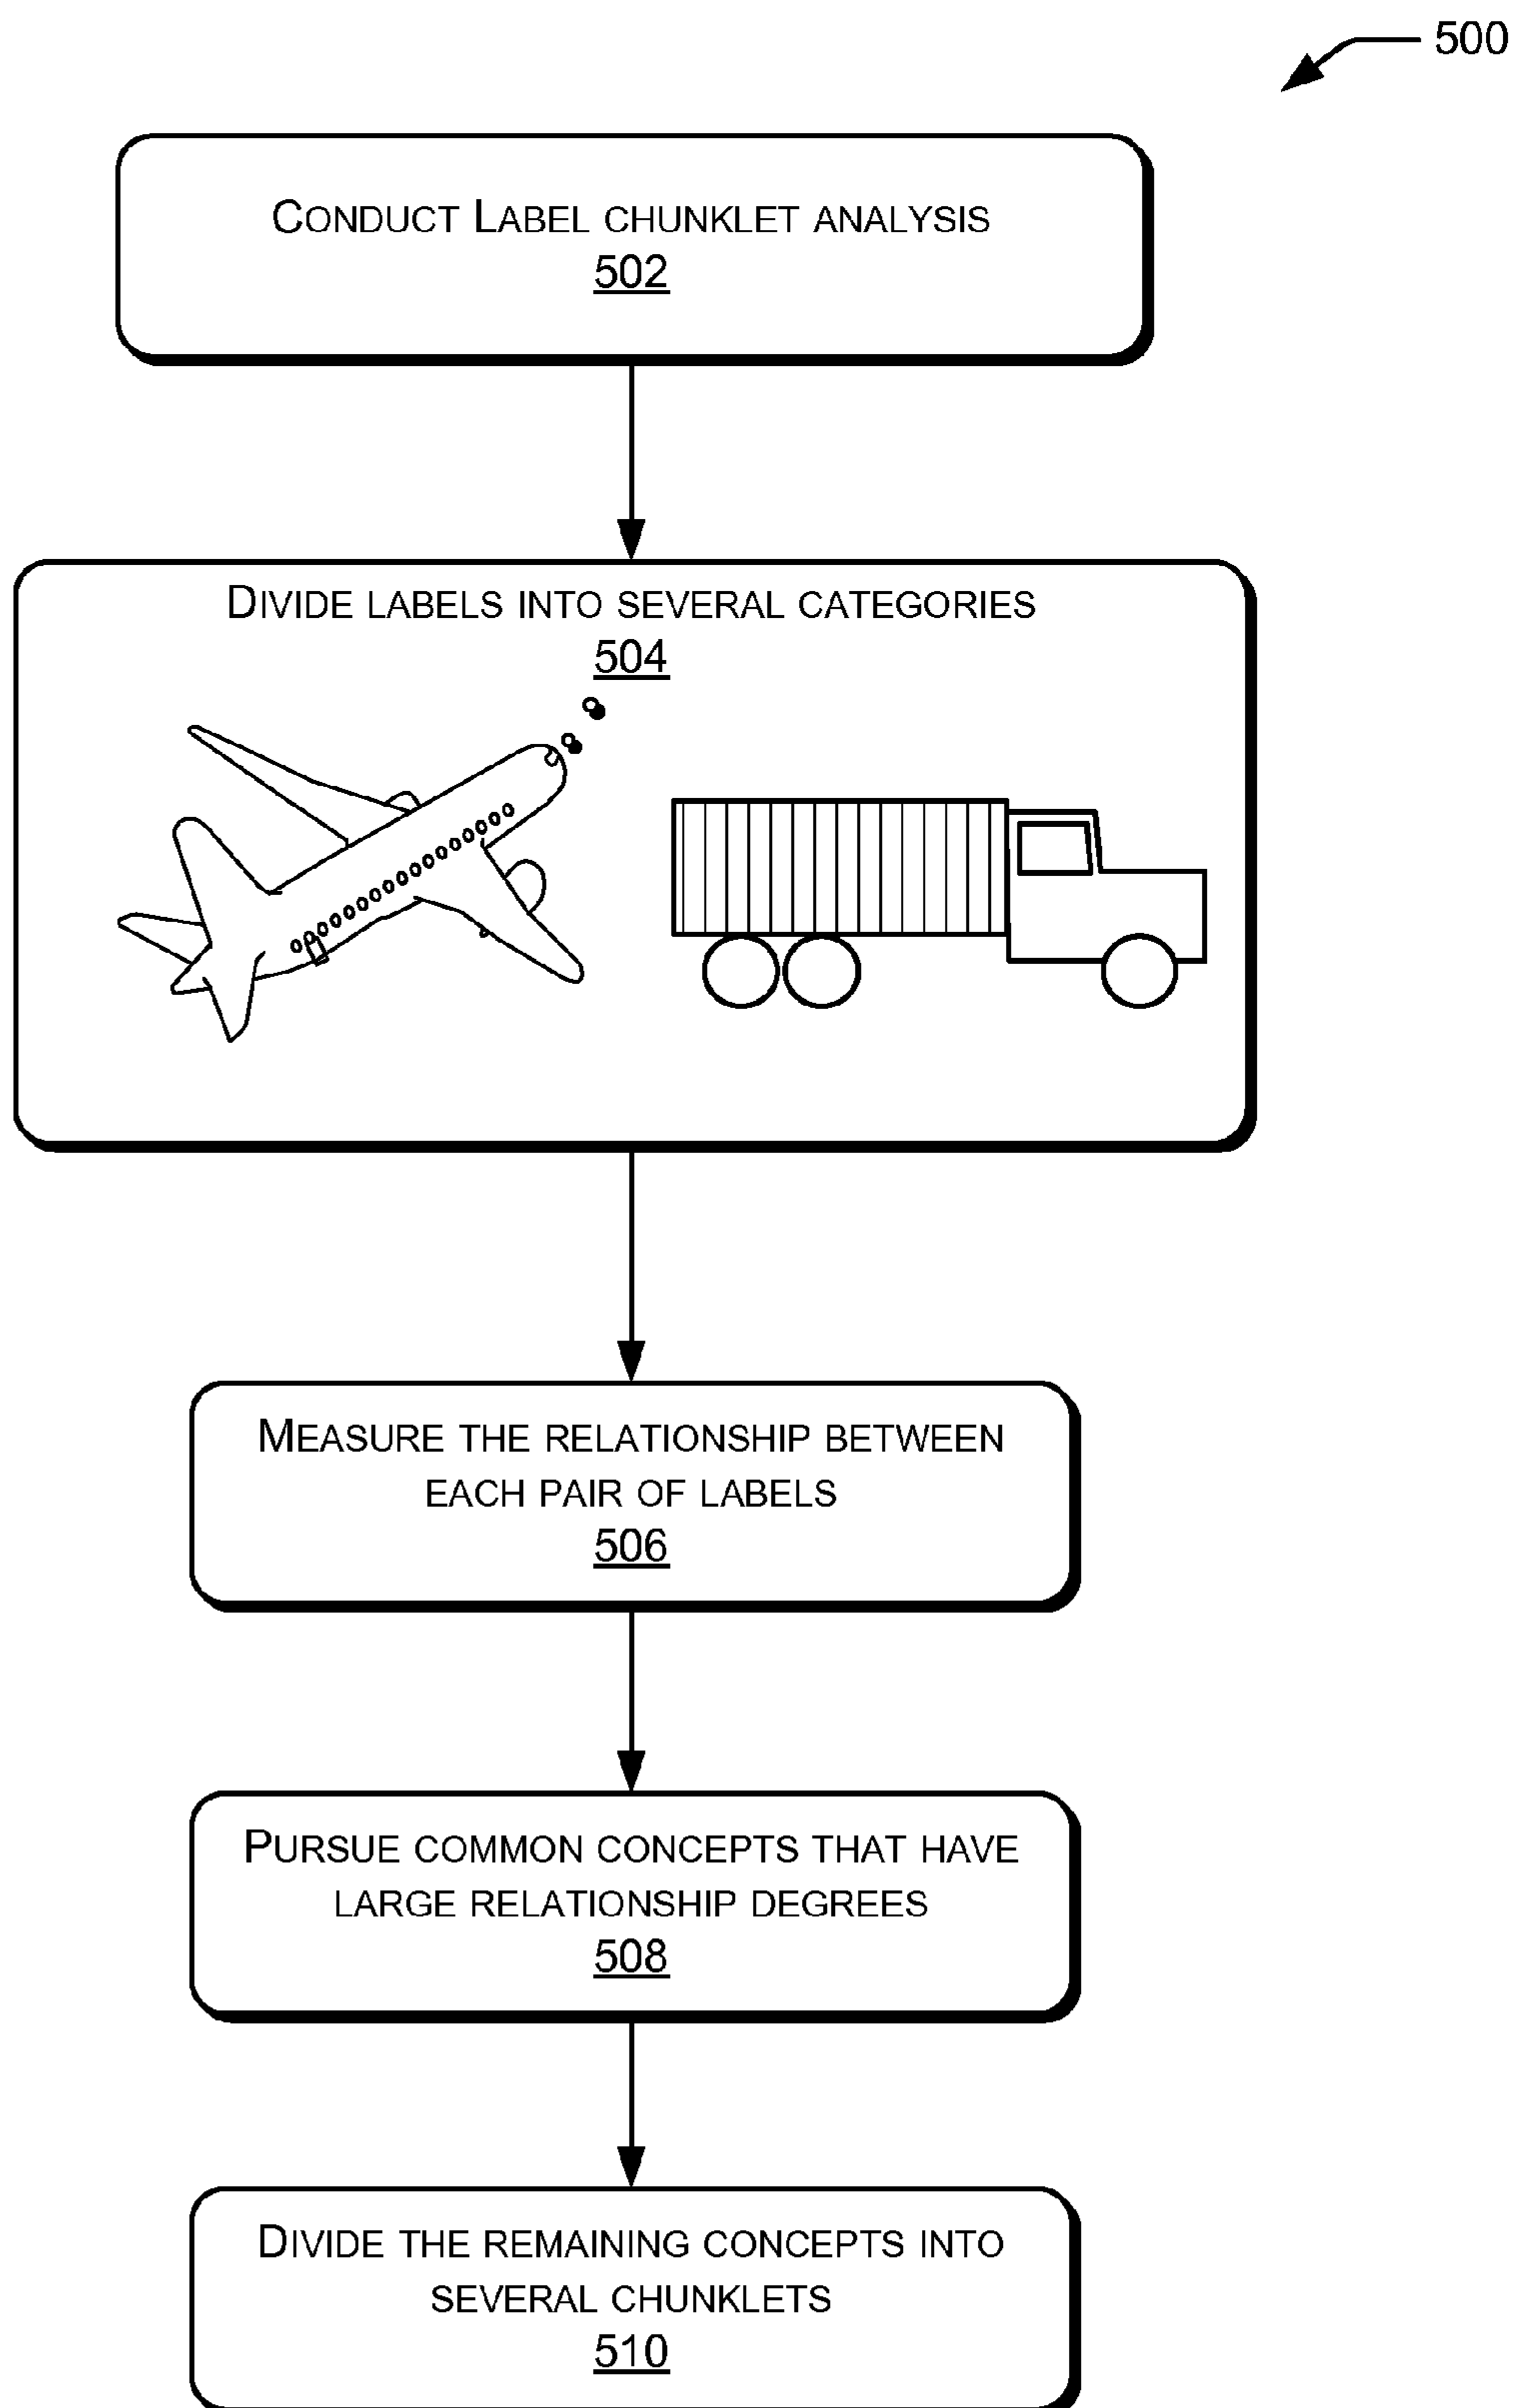 500
CONDUCT LABEL CHUNKLET ANALYSIS
502
DIVIDE LABELS INTO SEVERAL CATEGORIES
504
MEASURE THE RELATIONSHIP BETWEEN
EACH PAIR OF LABELS
506
PURSUE COMMON CONCEPTS THAT HAVE
LARGE RELATIONSHIP DEGREES
508
DIVIDE THE REMAINING CONCEPTS INTO
SEVERAL CHUNKLETS
510